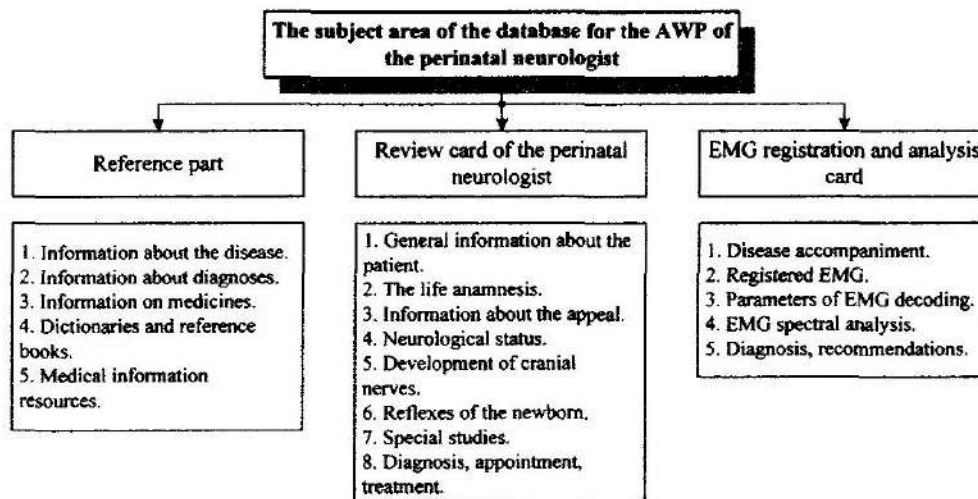 The subject area of the database for the AWP of
the perinatal neurologist
Reference part
Review card of the perinatal
neurologist
EMG registration and analysis
card
1. Information about the disease.
2. Information about diagnoses.
3. Information on medicines.
4. Dictionaries and reference
books.
5. Medical information
resources.
1. General information about the
patient.
2. The life anamnesis.
3. Information about the appeal.
4. Neurological status.
5. Development of cranial
nerves.
6. Reflexes of the newborn.
7. Special studies.
8. Diagnosis, appointment,
treatment.
1. Disease accompaniment.
2. Registered EMG.
3. Parameters of EMG decoding.
4. EMG spectral analysis.
5. Diagnosis, recommendations.